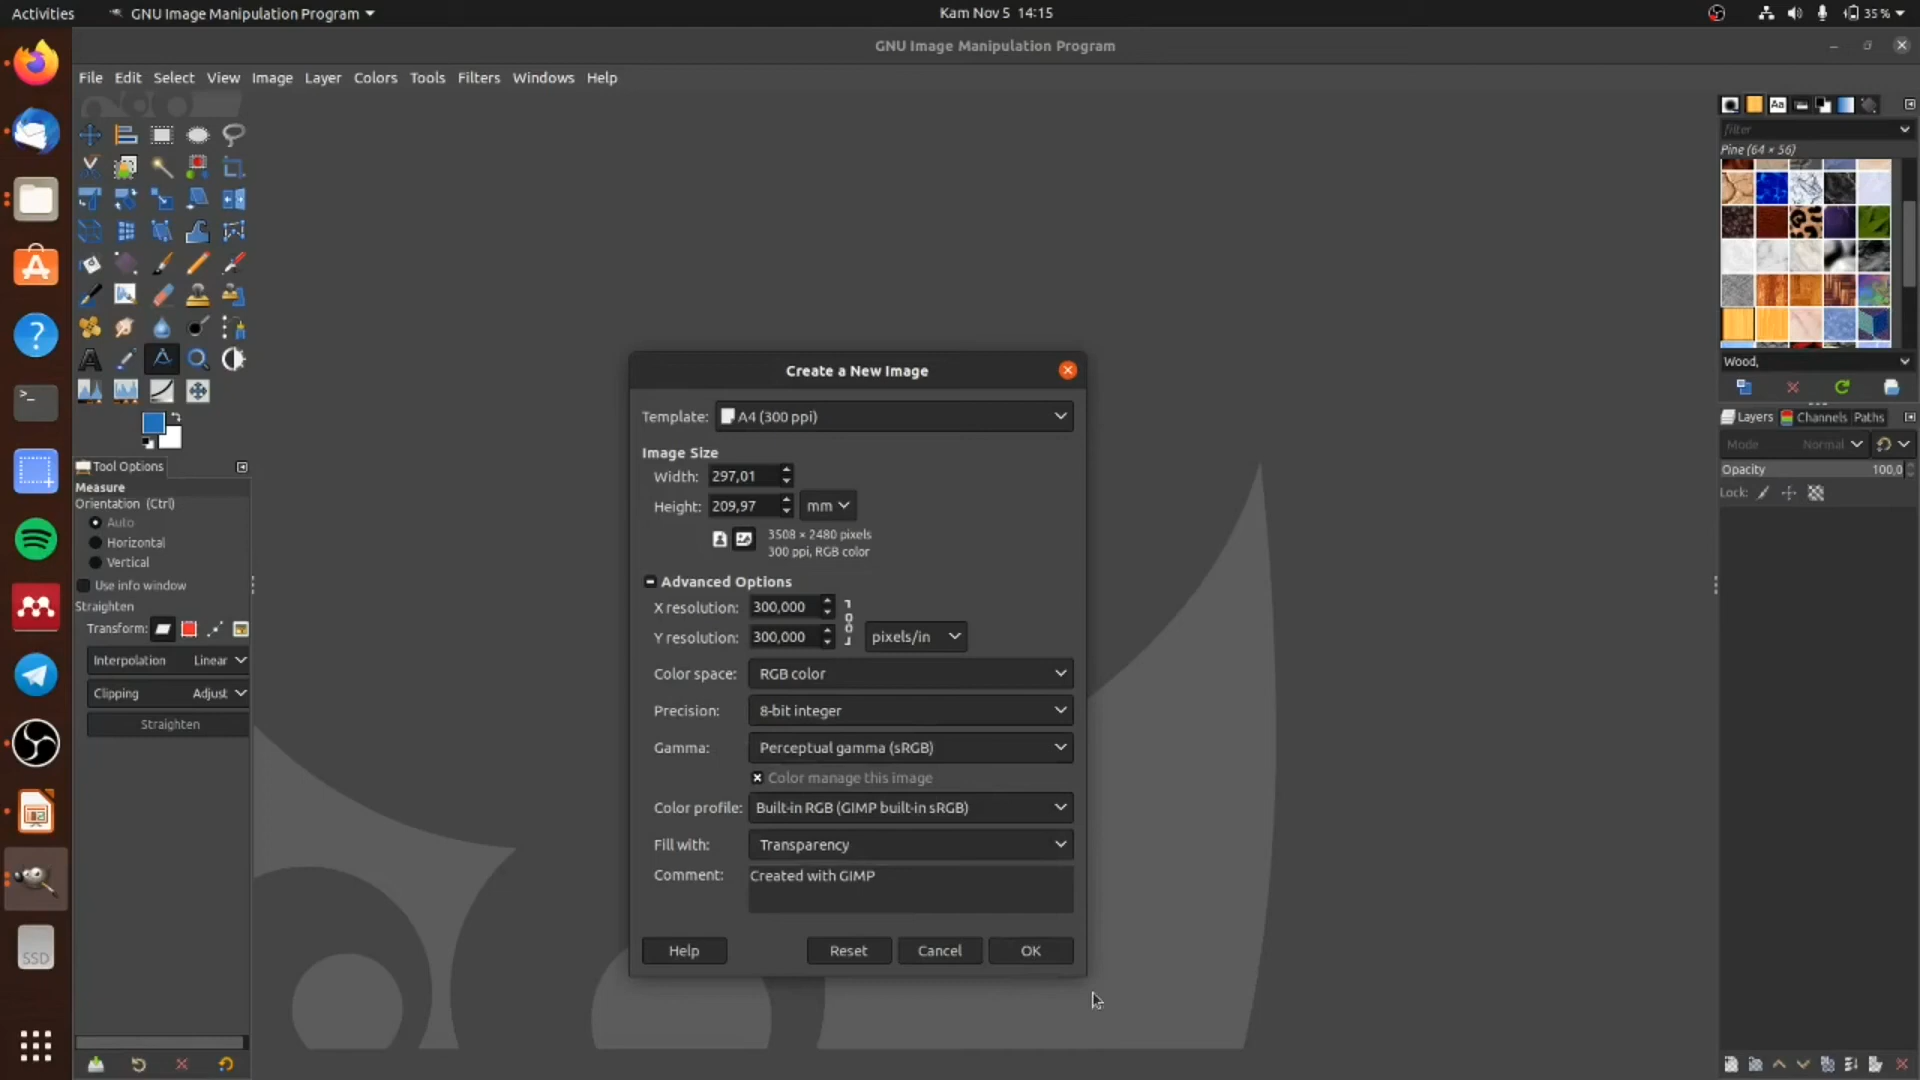 Activities
GNU Image Manipulation Program
Kam Nov 5 14:15
35 %
GNU Image Manipulation Program
File Edit Select View Image Layer Colors Tools Filters Windows Help
filter
Pine (64 × 56)
Wood,
Layers Channels Paths
Mode Normal
Opacity 100,0
Lock:
Tool Options
Measure
Orientation (Ctrl)
Auto
Horizontal
Vertical
Use info window
Straighten
Transform:
Interpolation Linear
Clipping Adjust
Straighten
SSD
Create a New Image
Template: A4 (300 ppi)
Image Size
Width: 297,01
Height: 209,97 mm
3508 × 2480 pixels
300 ppi, RGB color
Advanced Options
X resolution: 300,000
Y resolution: 300,000 pixels/in
Color space: RGB color
Precision: 8-bit integer
Gamma: Perceptual gamma (sRGB)
Color manage this image
Color profile: Built-in RGB (GIMP built-in sRGB)
Fill with: Transparency
Comment: Created with GIMP
Help Reset Cancel OK